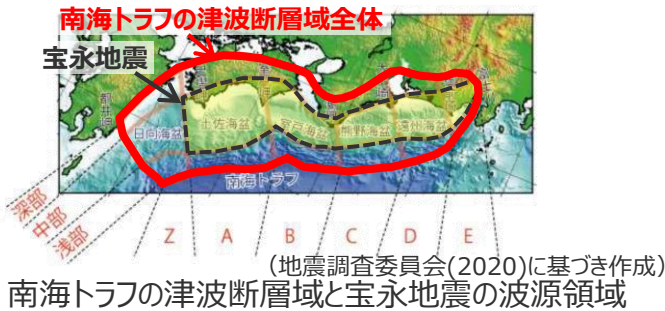 南海トラフの津波断層域全体
宝永地震
都井岬
日向海盆
土佐海盆
室戸海盆
熊野海盆
遠州海盆
南海トラフ
深部
中部
浅部
Z A B C D E
(地震調査委員会(2020)に基づき作成)
南海トラフの津波断層域と宝永地震の波源領域